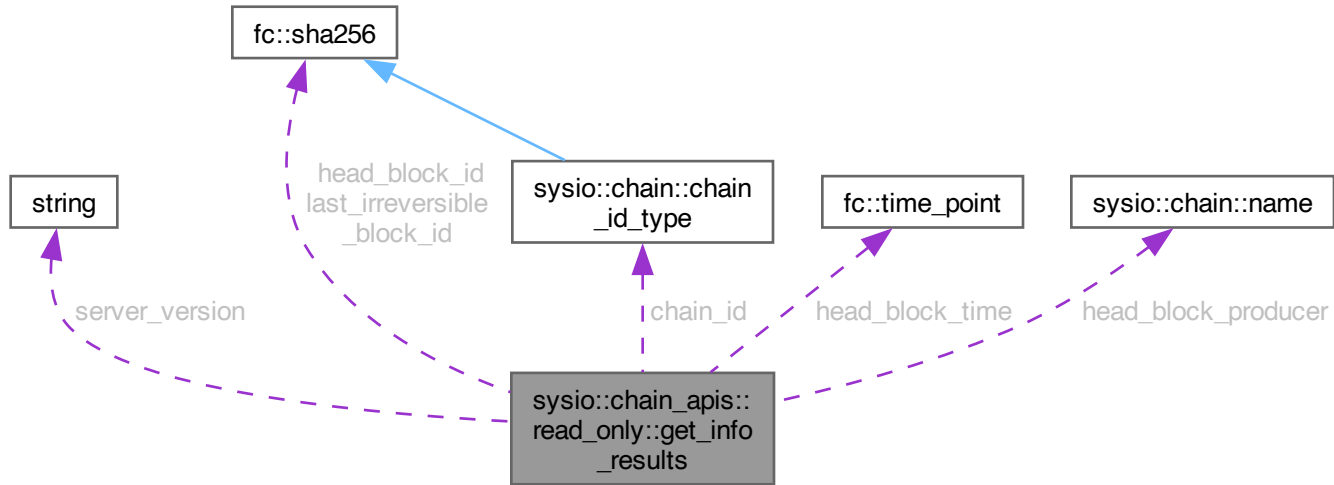 fc::sha256
head_block_id
last_irreversible
_block_id
string
sysio::chain::chain
_id_type
fc::time_point
sysio::chain::name
server_version
chain_id
head_block_time
head_block_producer
sysio::chain_apis::
read_only::get_info
_results